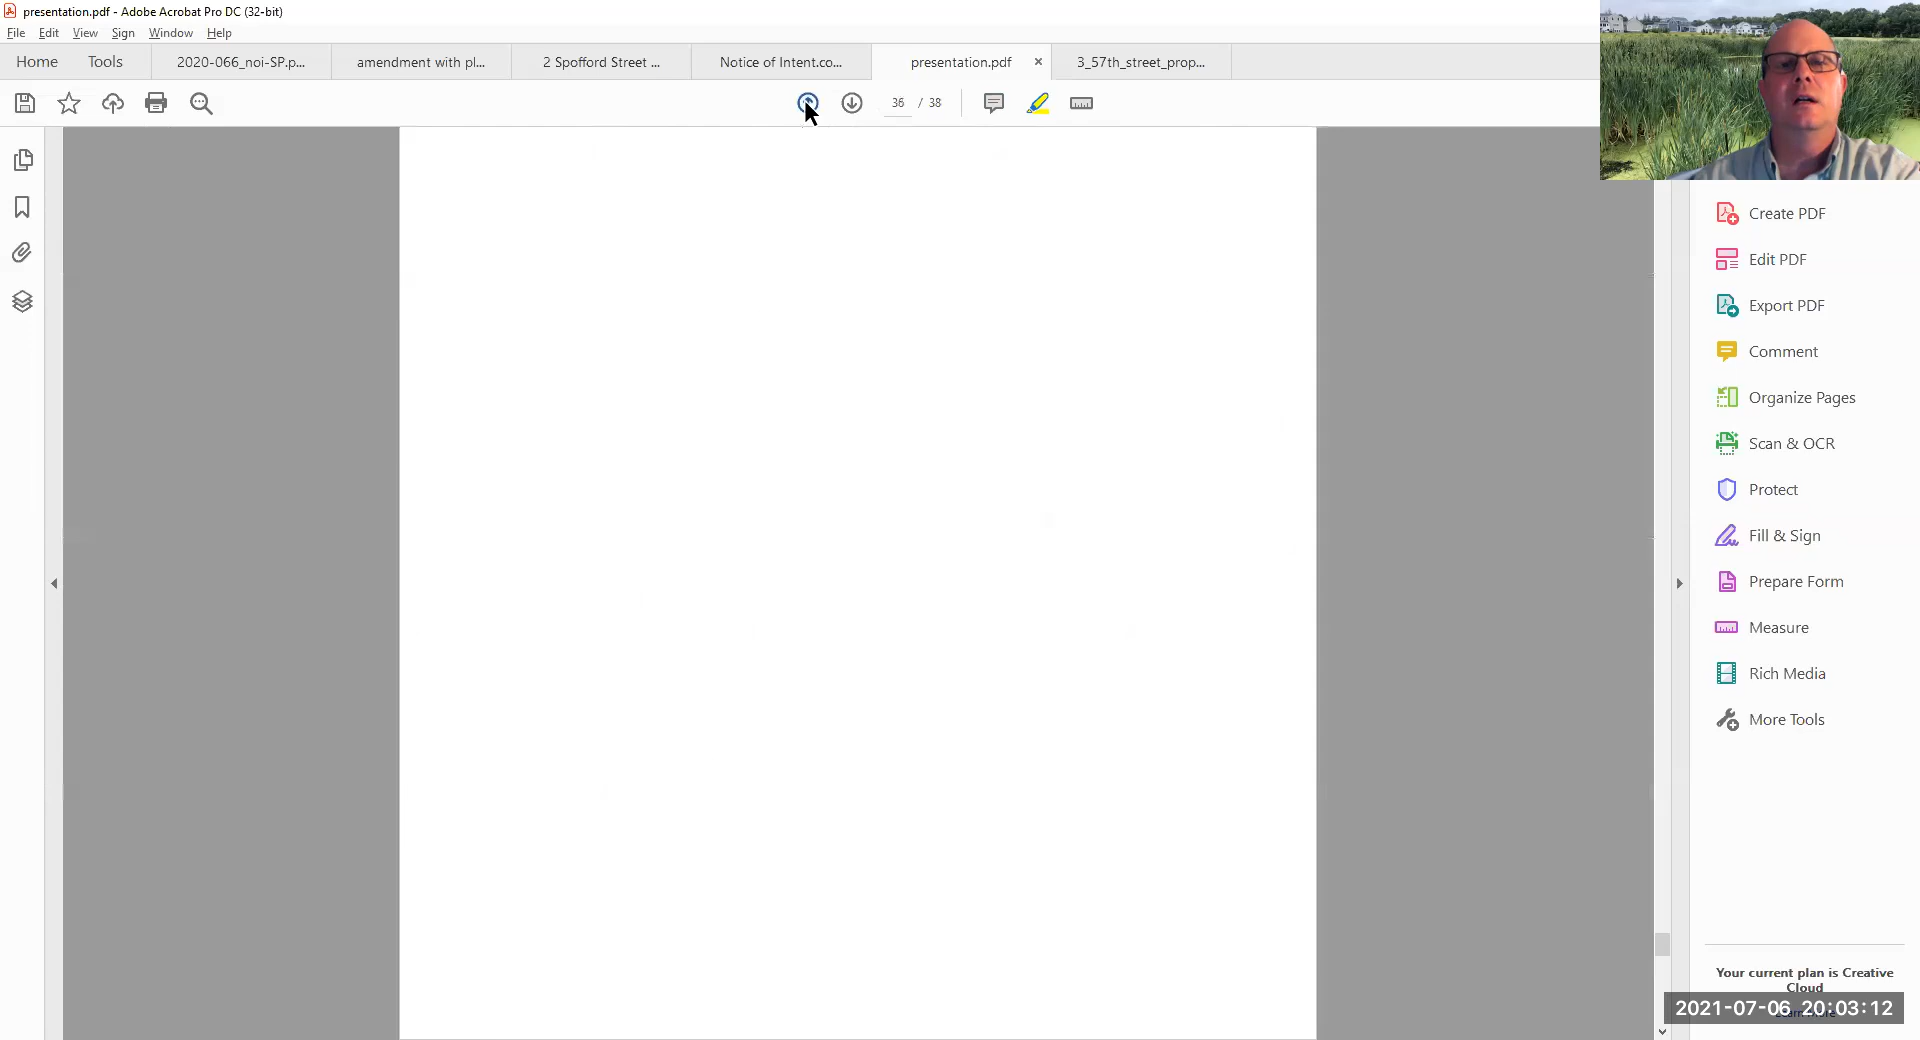 presentation.pdf - Adobe Acrobat Pro DC (32-bit)
File Edit View Sign Window Help
Home Tools 2020-066_noi-SP.p... amendment with pl... 2 Spofford Street ... Notice of Intent.co... presentation.pdf × 3_57th_street_prop...
36 / 38
Create PDF
Edit PDF
Export PDF
Comment
Organize Pages
Scan & OCR
Protect
Fill & Sign
Prepare Form
Measure
Rich Media
More Tools
Your current plan is Creative
Cloud
2021-07-06 20:03:12